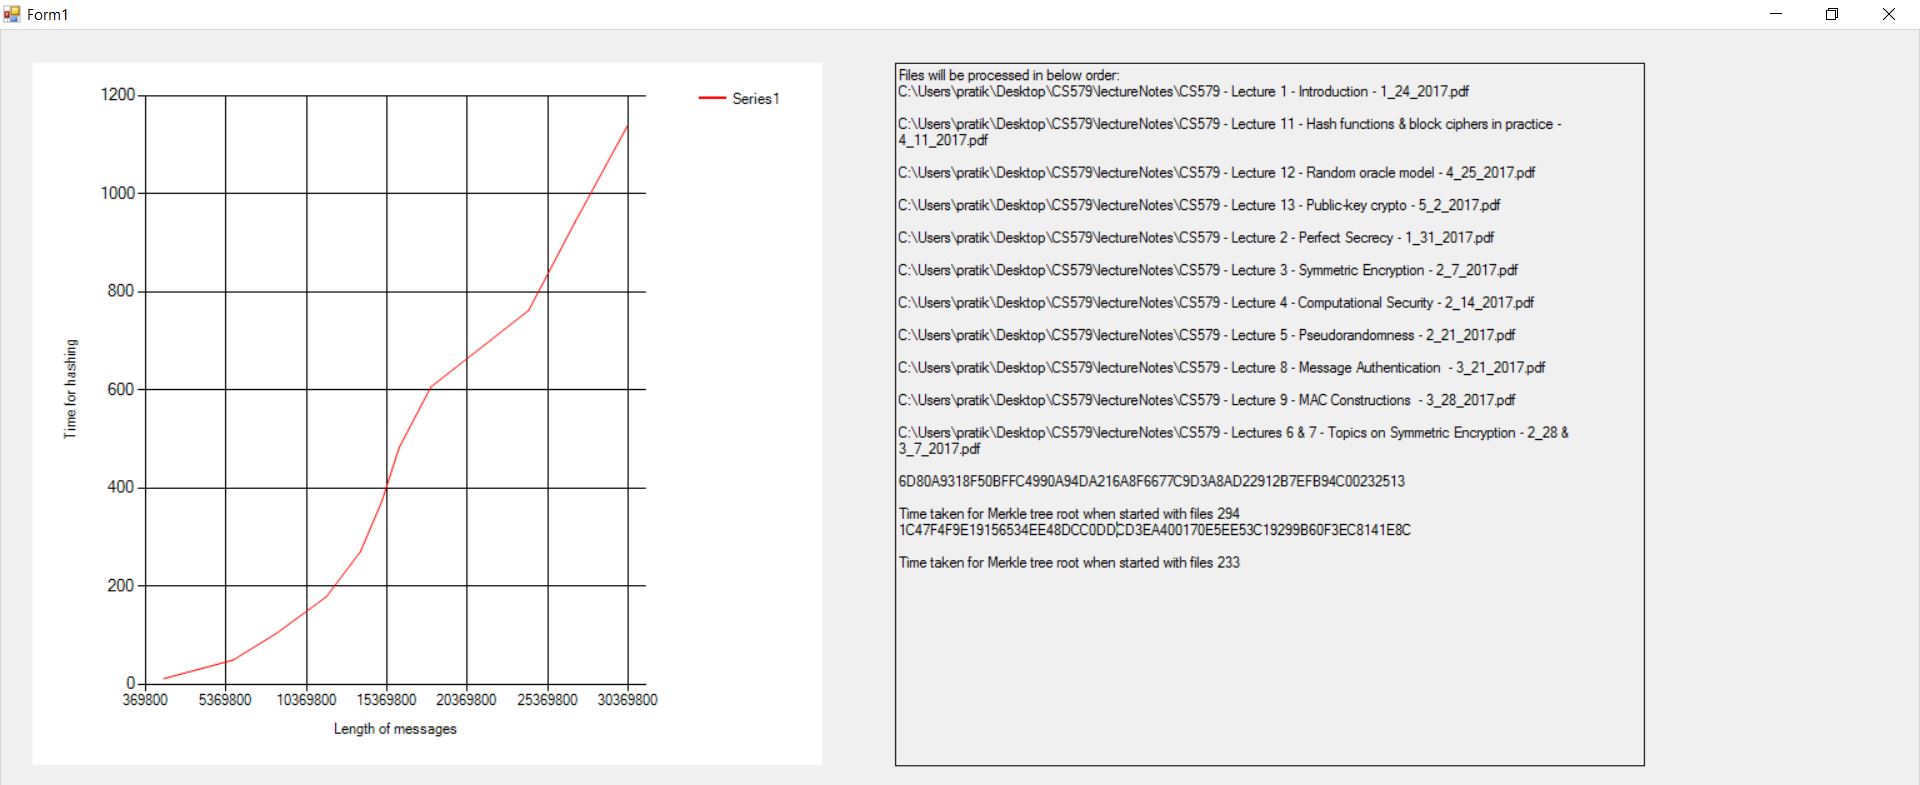 Form1
1200
1000
800
600
400
200
0
Time for hashing
369800 5369800 10369800 15369800 20369800 25369800 30369800
Length of messages
Series1
Files will be processed in below order:
C:\Users\pratik\Desktop\CS579\lectureNotes\CS579 - Lecture 1 - Introduction - 1_24_2017.pdf
C:\Users\pratik\Desktop\CS579\lectureNotes\CS579 - Lecture 11 - Hash functions & block ciphers in practice -
4_11_2017.pdf
C:\Users\pratik\Desktop\CS579\lectureNotes\CS579 - Lecture 12 - Random oracle model - 4_25_2017.pdf
C:\Users\pratik\Desktop\CS579\lectureNotes\CS579 - Lecture 13 - Public-key crypto - 5_2_2017.pdf
C:\Users\pratik\Desktop\CS579\lectureNotes\CS579 - Lecture 2 - Perfect Secrecy - 1_31_2017.pdf
C:\Users\pratik\Desktop\CS579\lectureNotes\CS579 - Lecture 3 - Symmetric Encryption - 2_7_2017.pdf
C:\Users\pratik\Desktop\CS579\lectureNotes\CS579 - Lecture 4 - Computational Security - 2_14_2017.pdf
C:\Users\pratik\Desktop\CS579\lectureNotes\CS579 - Lecture 5 - Pseudorandomness - 2_21_2017.pdf
C:\Users\pratik\Desktop\CS579\lectureNotes\CS579 - Lecture 8 - Message Authentication  - 3_21_2017.pdf
C:\Users\pratik\Desktop\CS579\lectureNotes\CS579 - Lecture 9 - MAC Constructions  - 3_28_2017.pdf
C:\Users\pratik\Desktop\CS579\lectureNotes\CS579 - Lectures 6 & 7 - Topics on Symmetric Encryption - 2_28 &
3_7_2017.pdf
6D80A9318F50BFFC4990A94DA216A8F6677C9D3A8AD22912B7EFB94C00232513
Time taken for Merkle tree root when started with files 294
1C47F4F9E19156534EE48DCC0DDCD3EA400170E5EE53C19299B60F3EC8141E8C
Time taken for Merkle tree root when started with files 233